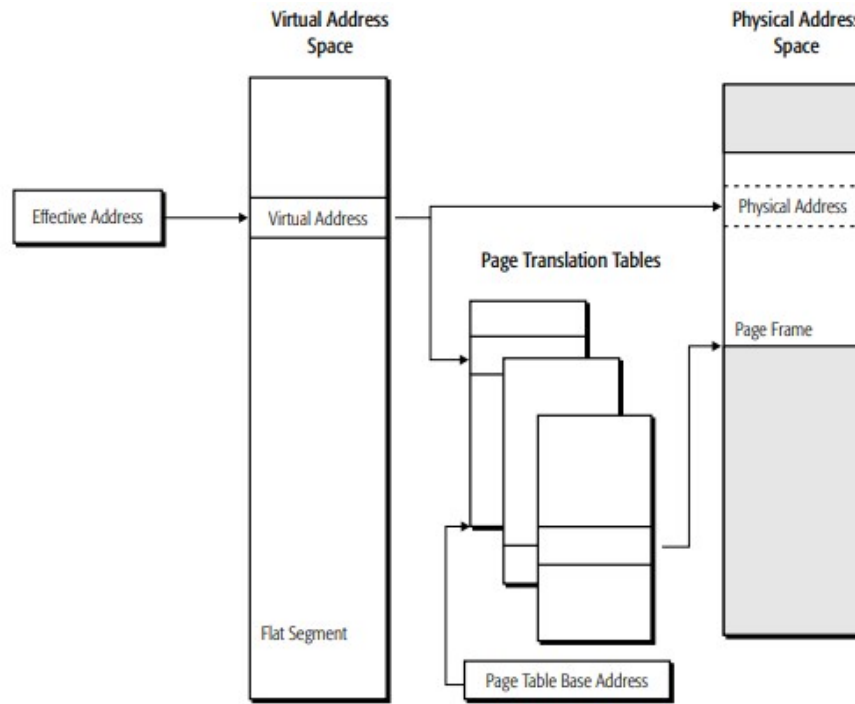 Virtual Address
Space
Physical Address
Space
Effective Address
Virtual Address
Physical Address
Page Translation Tables
Page Frame
Flat Segment
Page Table Base Address